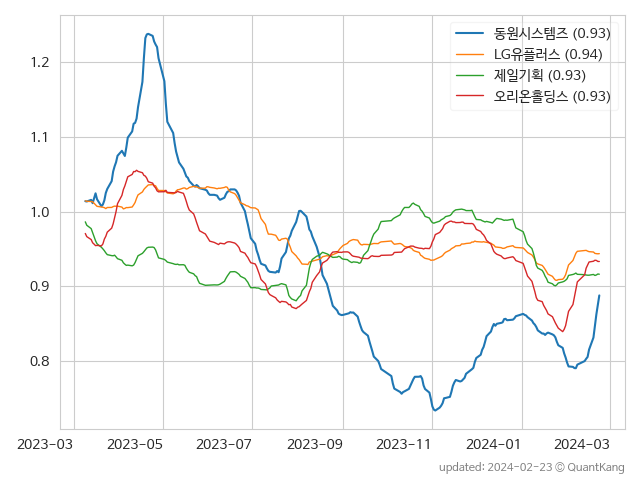 동원시스템즈 (0.93)
LG유플러스 (0.94)
제일기획 (0.93)
오리온홀딩스 (0.93)
1.2
1.1
1.0
0.9
0.8
2023-03 2023-05 2023-07 2023-09 2023-11 2024-01 2024-03
updated: 2024-02-23 © QuantKang